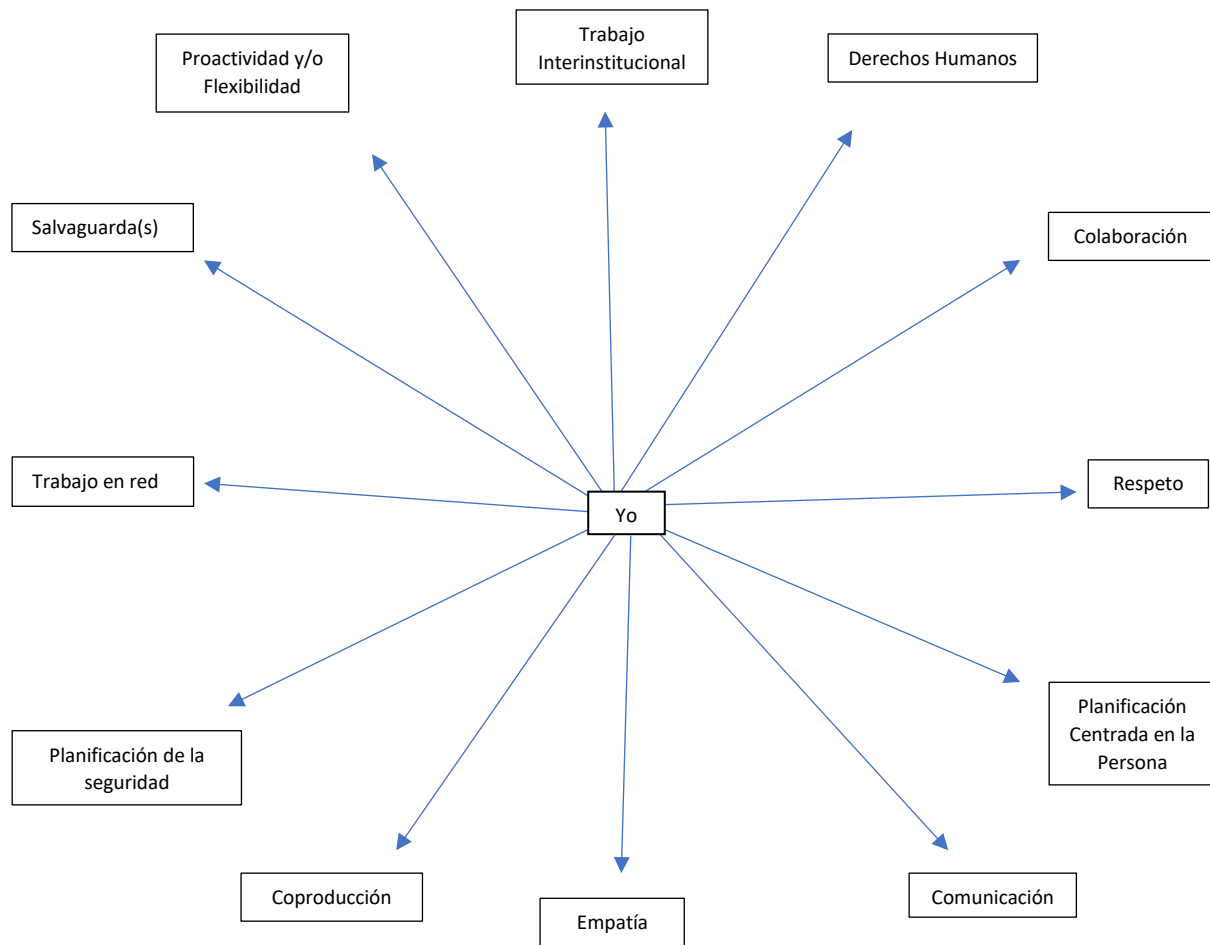 Trabajo
Interinstitucional
Proactividad y/o
Flexibilidad
Derechos Humanos
Salvaguarda(s)
Colaboración
Trabajo en red
Respeto
Yo
Planificación de la
seguridad
Planificación
Centrada en la
Persona
Coproducción
Empatía
Comunicación